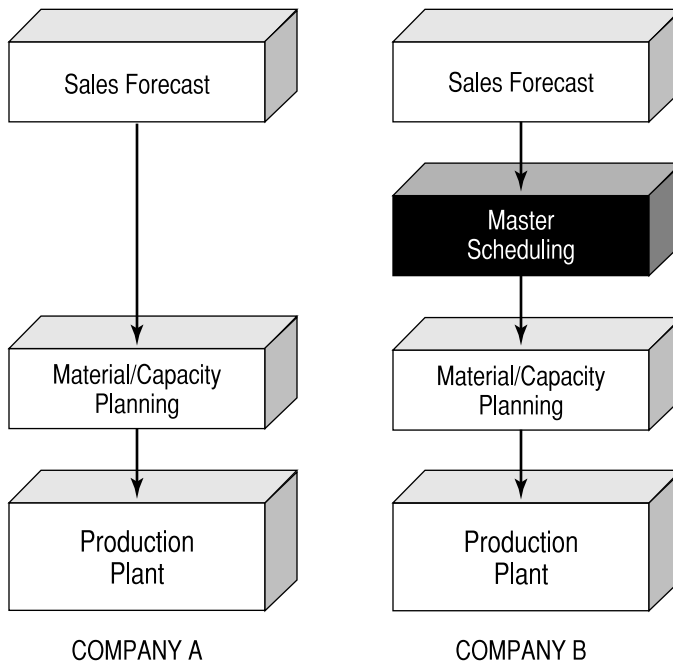 Sales Forecast
Material/Capacity
Planning
Production
Plant
COMPANY A
Sales Forecast
Master
Scheduling
Material/Capacity
Planning
Production
Plant
COMPANY B